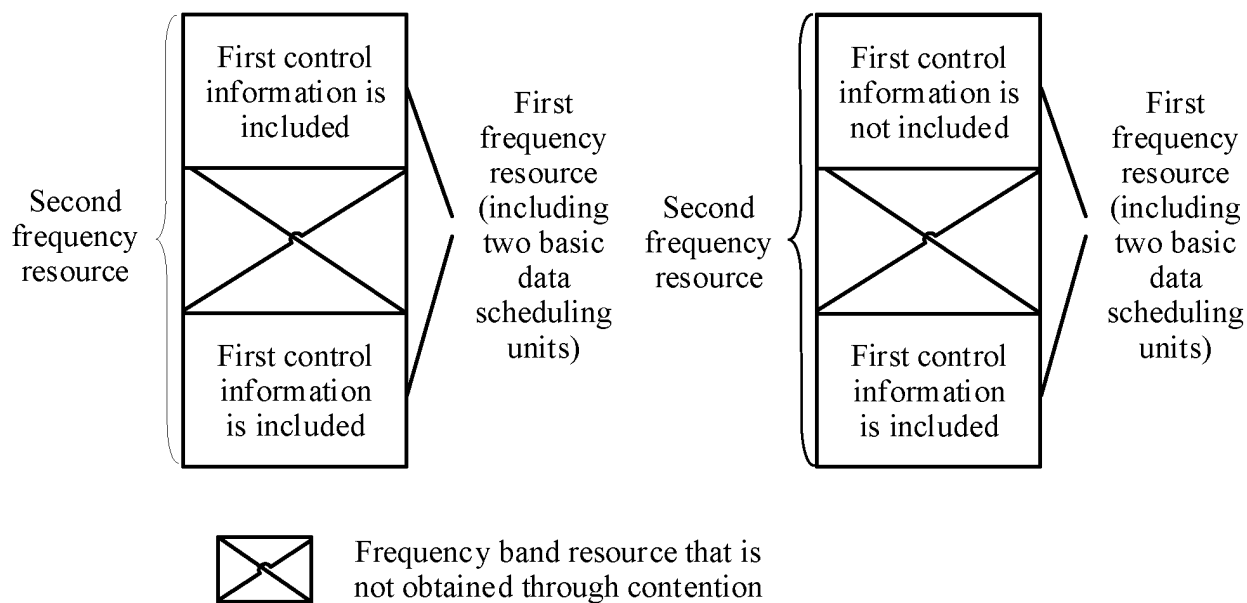 Second
frequency
resource
First control
information is
included
First control
information
is included
First
frequency
resource
(including
two basic
data
scheduling
units)
Second
frequency
resource
First control
information is
not included
First control
information
is included
First
frequency
resource
(including
two basic
data
scheduling
units)
Frequency band resource that is
not obtained through contention